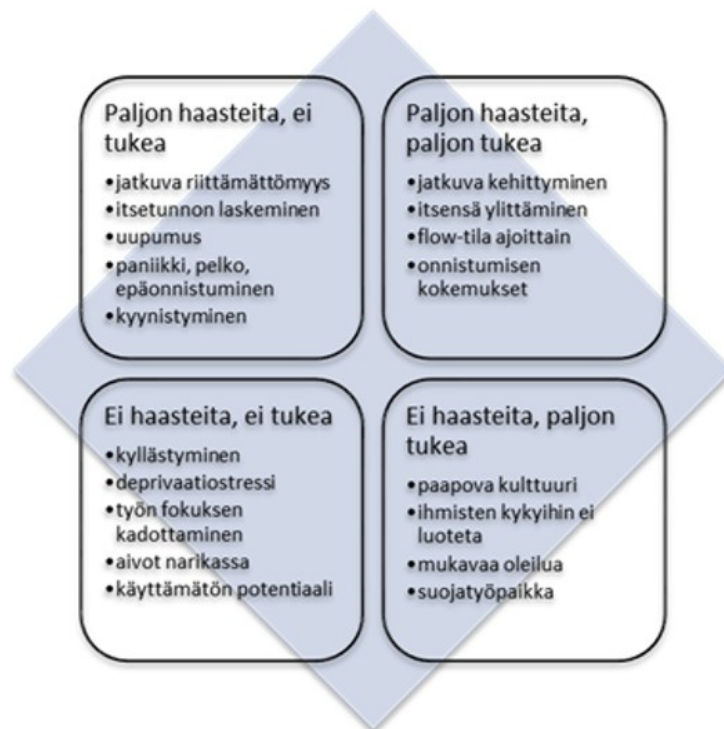 Paljon haasteita, ei
tukea
•jatkuva riittämättömyys
•itsetunnon laskeminen
•uupumus
•paniikki, pelko,
epäonnistuminen
•kyynistyminen
Paljon haasteita,
paljon tukea
•jatkuva kehittyminen
•itsensä ylittäminen
•flow-tila ajoittain
•onnistumisen
kokemukset
Ei haasteita, ei tukea
•kyllästyminen
•deprivaatiostressi
•työn fokuksen
kadottaminen
•aivot narikassa
•käyttämätön potentiaali
Ei haasteita, paljon
tukea
•paapova kulttuuri
•ihmisten kykyihin ei
luoteta
•mukavaa oleilua
•suojatyöpaikka